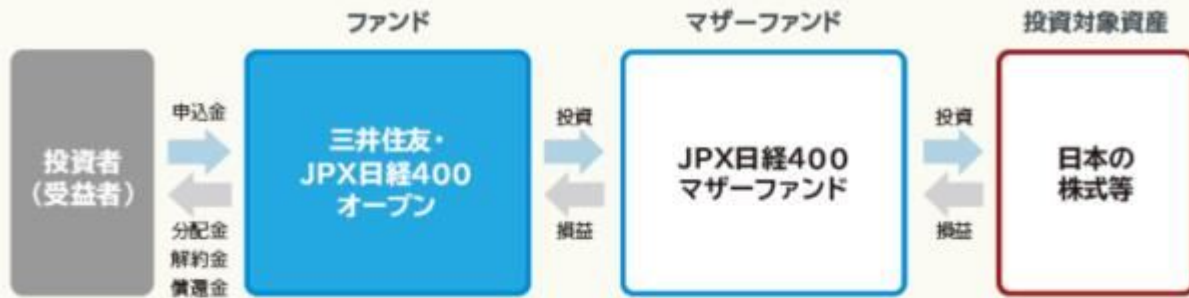 ファンド
マザーファンド
投資対象資産
投資者
（受益者）
申込金
分配金
解約金
償還金
三井住友・
JPX日経400
オープン
投資
損益
JPX日経400
マザーファンド
投資
損益
日本の
株式等